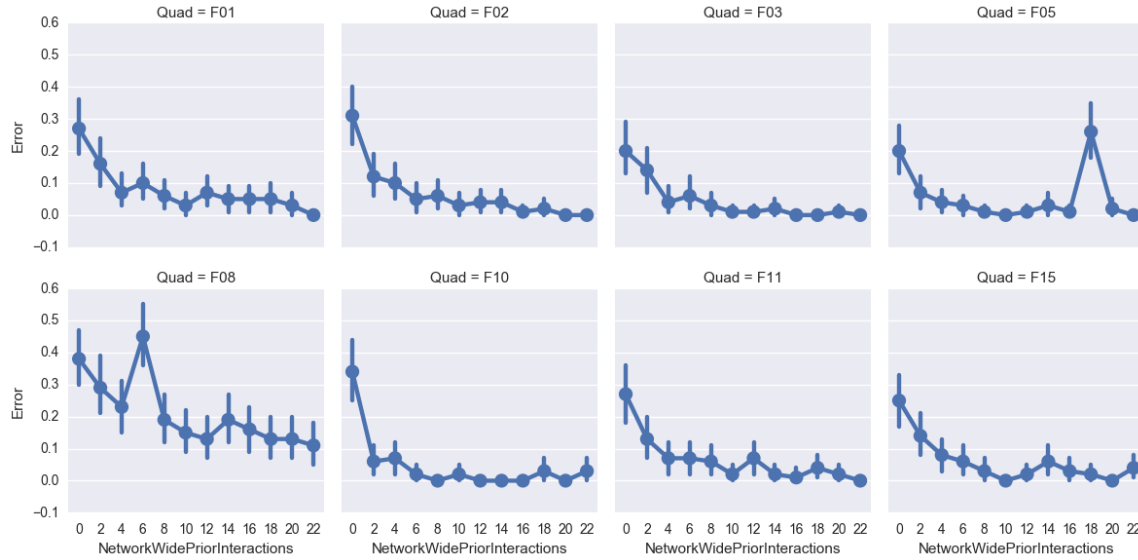 Quad = F01 Quad = F02 Quad = F03 Quad = F05
0.6
0.5
0.4
0.3
0.2
0.1
0.0
−0.1
Error
Quad = F08 Quad = F10 Quad = F11 Quad = F15
0.6
0.5
0.4
0.3
0.2
0.1
0.0
−0.1
Error
0 2 4 6 8 10 12 14 16 18 20 22 0 2 4 6 8 10 12 14 16 18 20 22 0 2 4 6 8 10 12 14 16 18 20 22 0 2 4 6 8 10 12 14 16 18 20 22
NetworkWidePriorInteractions NetworkWidePriorInteractions NetworkWidePriorInteractions NetworkWidePriorInteractions